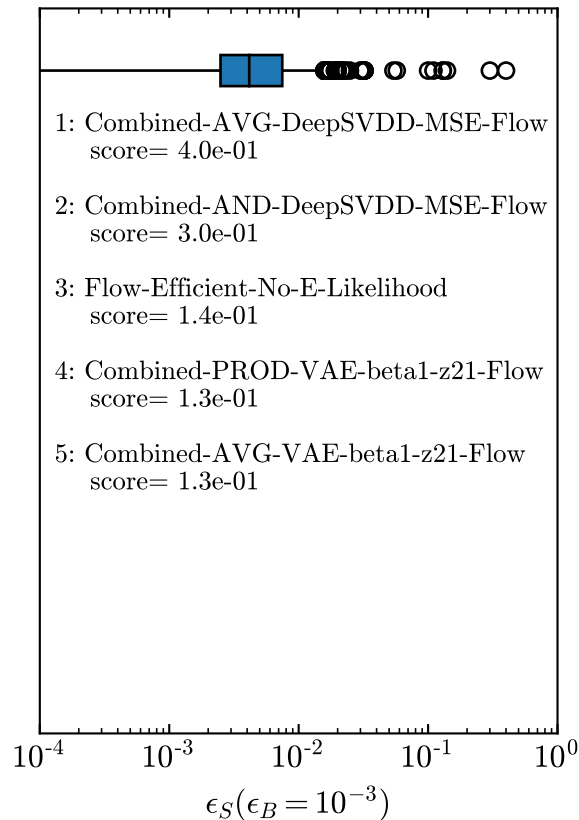 1: Combined-AVG-DeepSVDD-MSE-Flow
score= 4.0e-01
2: Combined-AND-DeepSVDD-MSE-Flow
score= 3.0e-01
3: Flow-Efficient-No-E-Likelihood
score= 1.4e-01
4: Combined-PROD-VAE-beta1-z21-Flow
score= 1.3e-01
5: Combined-AVG-VAE-beta1-z21-Flow
score= 1.3e-01
10⁻⁴ 10⁻³ 10⁻² 10⁻¹ 10⁰
ϵ_S(ϵ_B = 10⁻³)